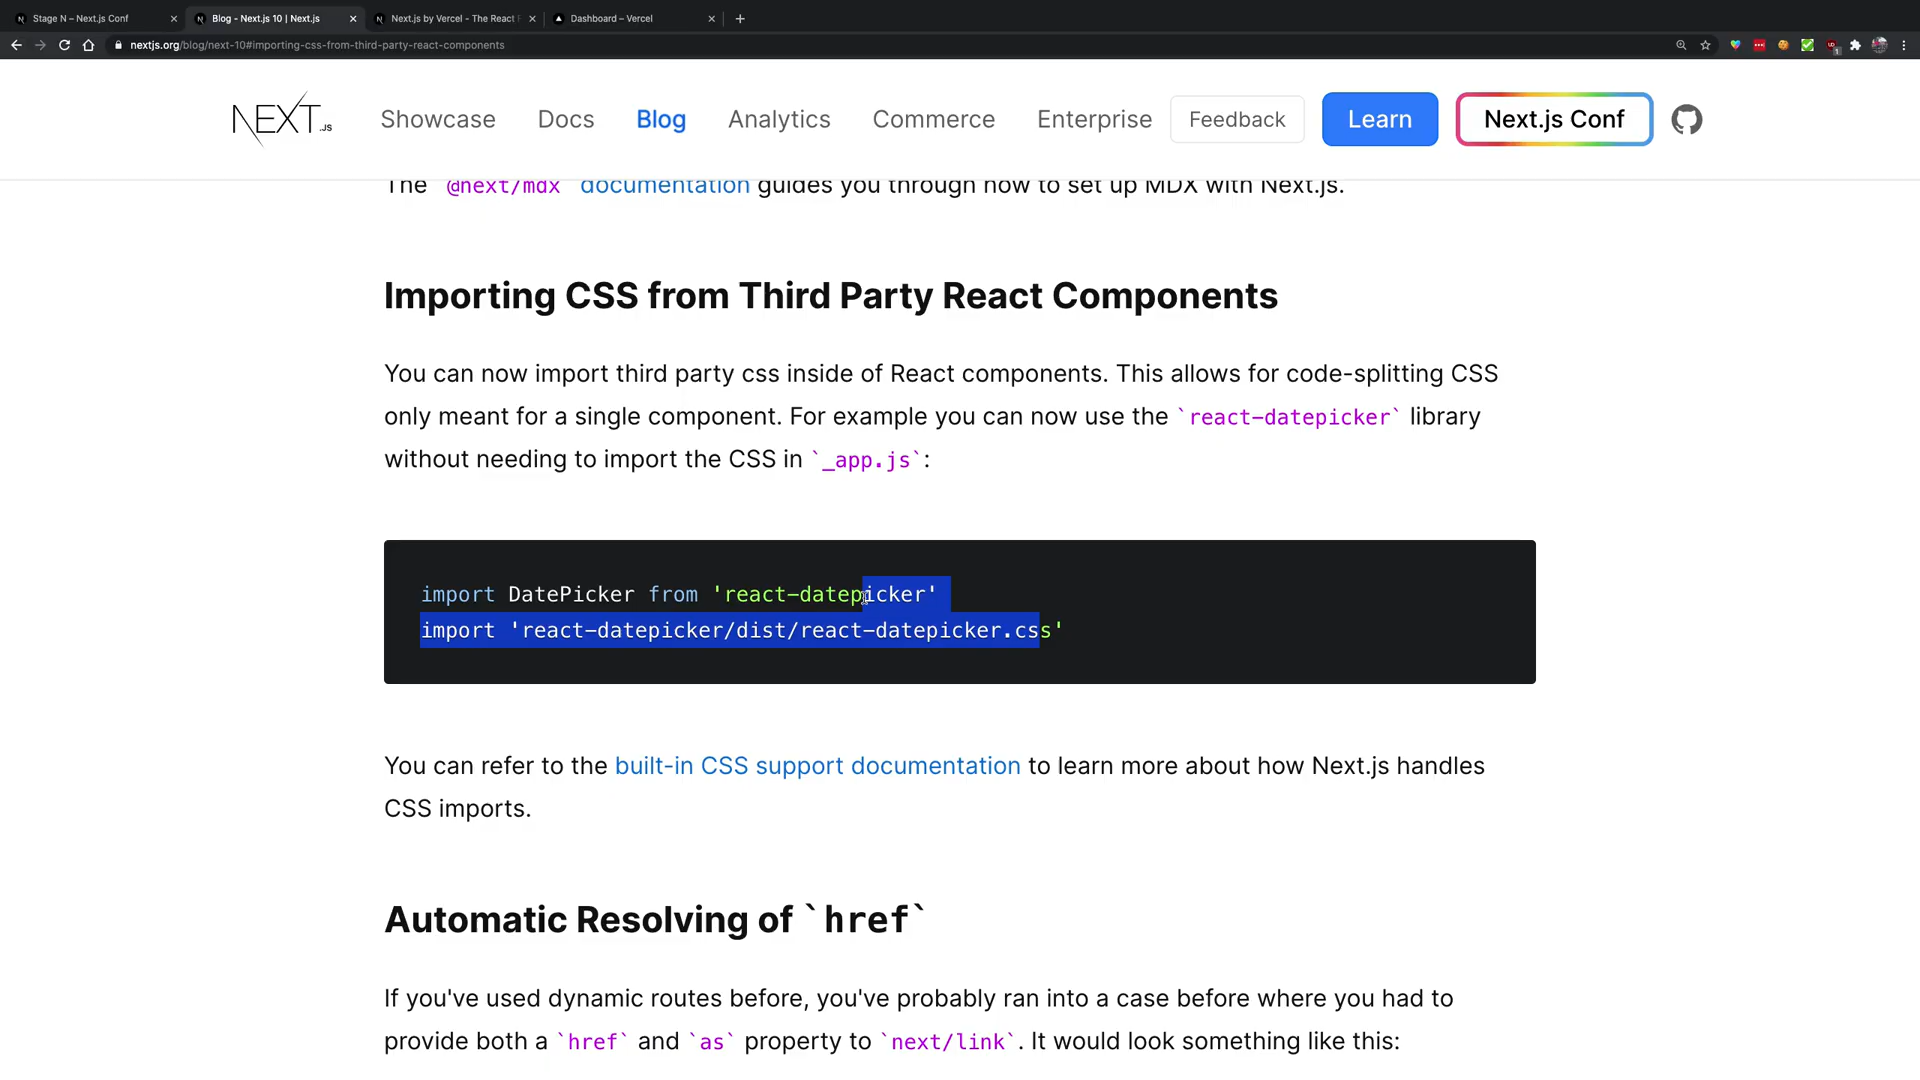 Stage N – Next.js Conf
Blog - Next.js 10 | Next.js
Next.js by Vercel - The React F
Dashboard – Vercel
nextjs.org/blog/next-10#importing-css-from-third-party-react-components
NEXT.JS
Showcase
Docs
Blog
Analytics
Commerce
Enterprise
Feedback
Learn
Next.js Conf
The `@next/mdx` documentation guides you through how to set up MDX with Next.js.
Importing CSS from Third Party React Components
You can now import third party css inside of React components. This allows for code-splitting CSS
only meant for a single component. For example you can now use the `react-datepicker` library
without needing to import the CSS in `_app.js`:
import DatePicker from 'react-datepicker'
import 'react-datepicker/dist/react-datepicker.css'
You can refer to the built-in CSS support documentation to learn more about how Next.js handles
CSS imports.
Automatic Resolving of `href`
If you've used dynamic routes before, you've probably ran into a case before where you had to
provide both a `href` and `as` property to `next/link`. It would look something like this: